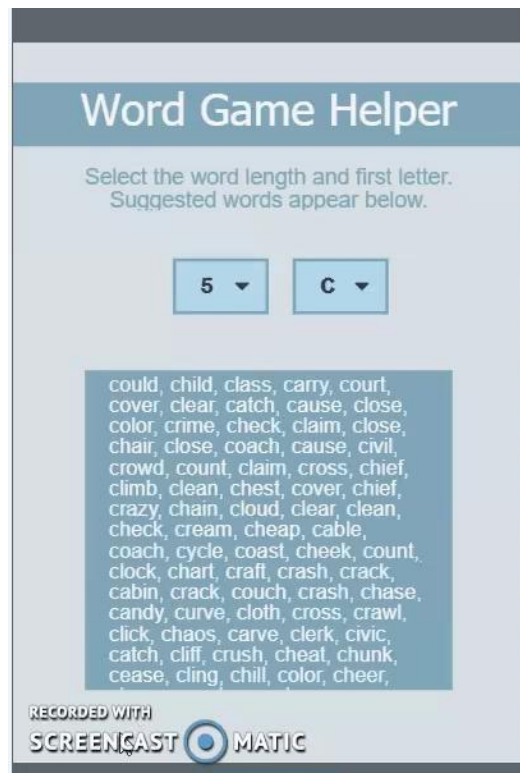 Word Game Helper
Select the word length and first letter.
Suggested words appear below.
5 C
could, child, class, carry, court,
cover, clear, catch, cause, close,
color, crime, check, claim, close,
chair, close, coach, cause, civil,
crowd, count, claim, cross, chief,
climb, clean, chest, cover, chief,
crazy, chain, cloud, clear, clean,
check, cream, cheap, cable,
coach, cycle, coast, cheek, count,
clock, chart, craft, crash, crack,
cabin, crack, couch, crash, chase,
candy, curve, cloth, cross, crawl,
click, chaos, carve, clerk, civic,
catch, cliff, crush, cheat, chunk,
cease, cling, chill, color, cheer,
RECORDED WITH
SCREENCAST MATIC